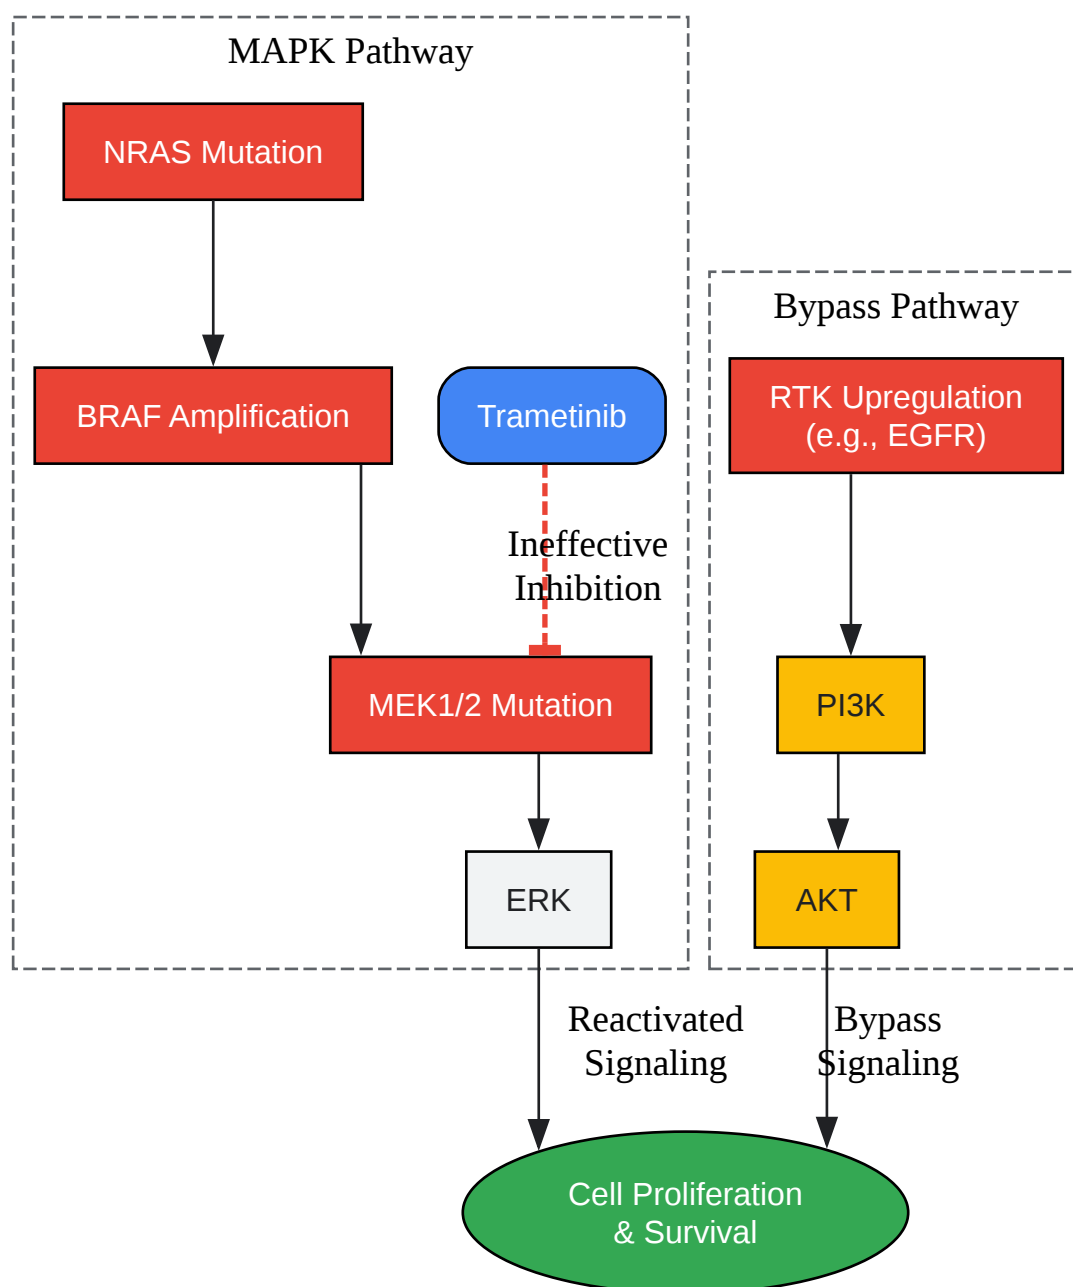 MAPK Pathway
NRAS Mutation
BRAF Amplification
Trametinib
Ineffective
Inhibition
MEK1/2 Mutation
ERK
Bypass Pathway
RTK Upregulation
(e.g., EGFR)
PI3K
AKT
Reactivated
Signaling
Bypass
Signaling
Cell Proliferation
& Survival